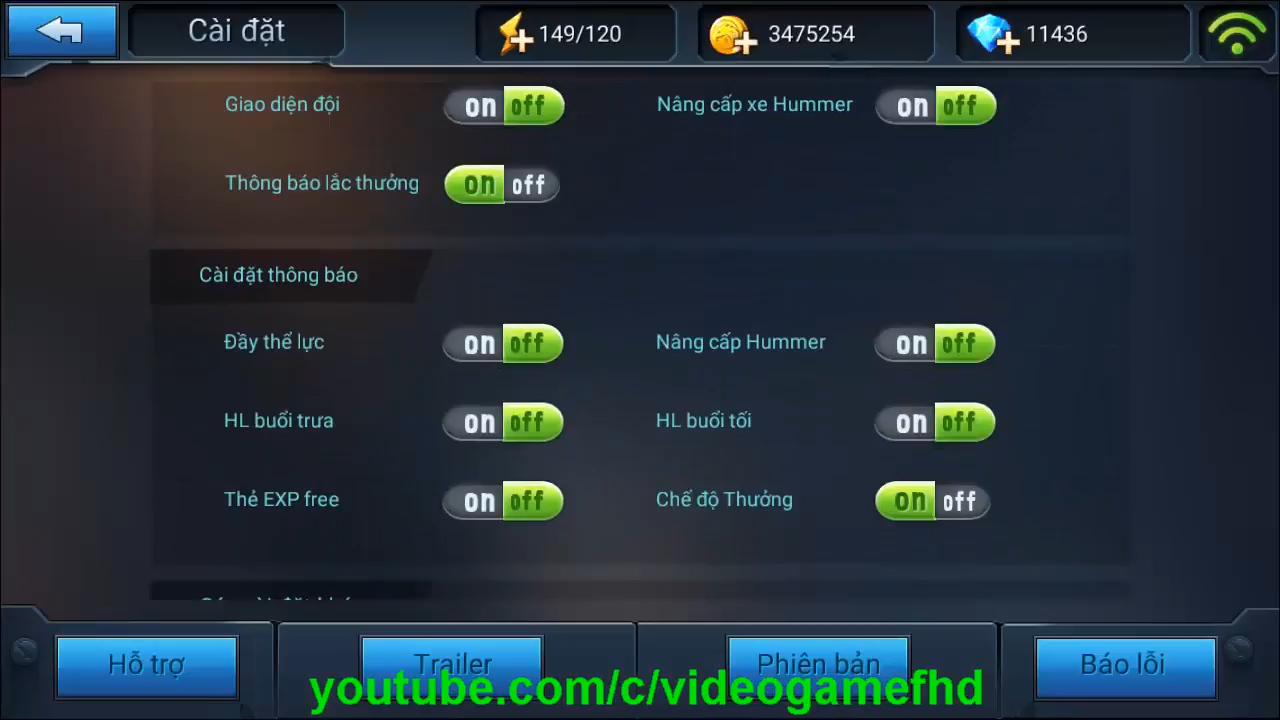 Cài đặt 149/120 3475254 11436
Giao diện đội on off Nâng cấp xe Hummer on off
Thông báo lắc thưởng on off
Cài đặt thông báo
Đầy thể lực on off Nâng cấp Hummer on off
HL buổi trưa on off HL buổi tối on off
Thẻ EXP free on off Chế độ Thưởng on off
Hỗ trợ Trailer Phiên bản Báo lỗi
youtube.com/c/videogamefhd